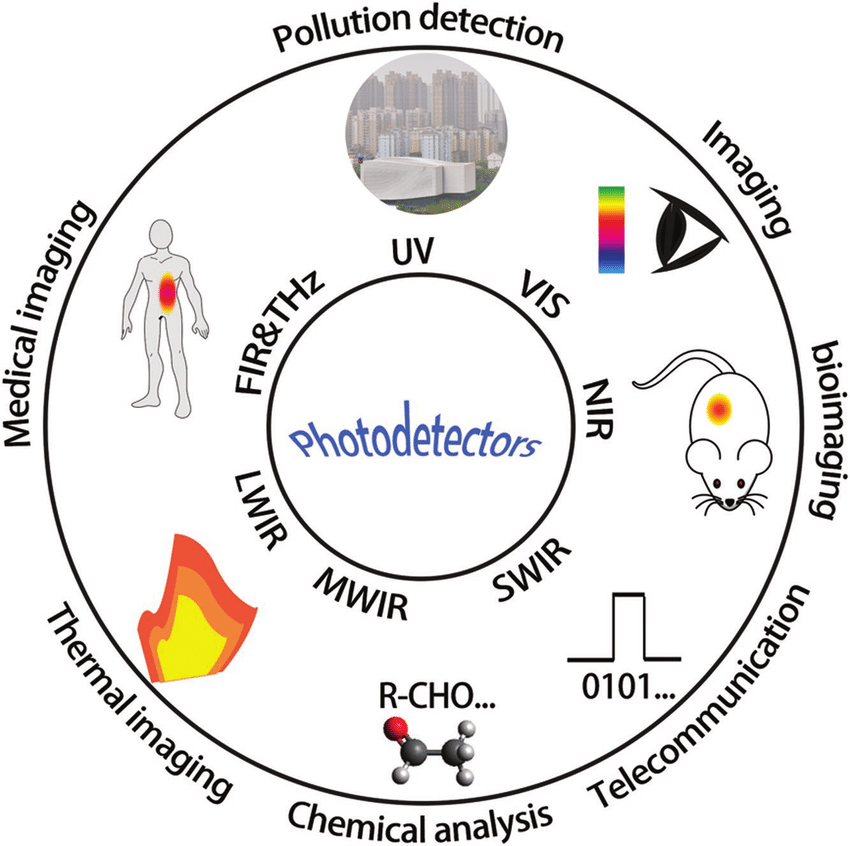 Pollution detection
Imaging
bioimaging
Telecommunication
Chemical analysis
Thermal imaging
Medical imaging
UV
VIS
NIR
SWIR
MWIR
LWIR
FIR&THz
Photodetectors
0101...
R-CHO...